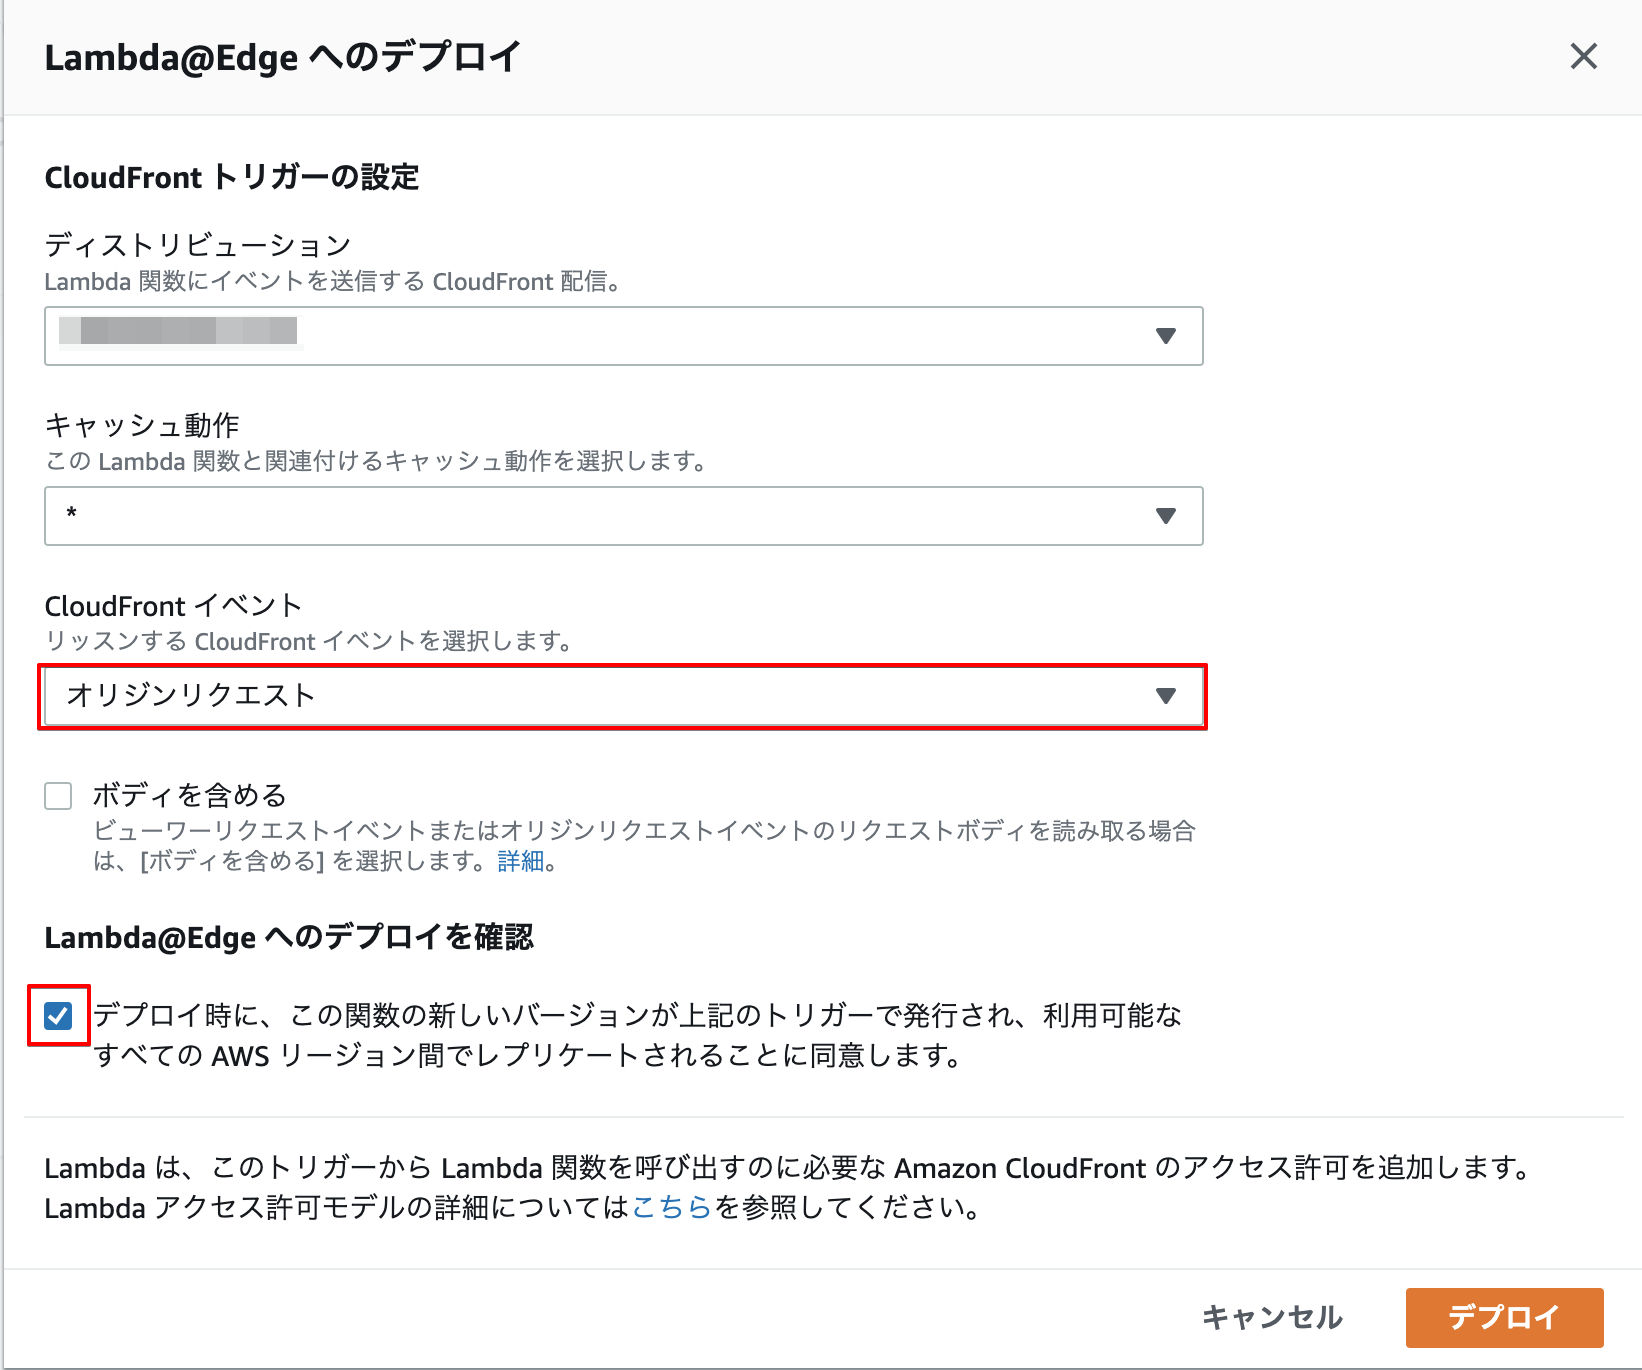 Lambda@Edge へのデプロイ
CloudFront トリガーの設定
ディストリビューション
Lambda 関数にイベントを送信する CloudFront 配信。
キャッシュ動作
この Lambda 関数と関連付けるキャッシュ動作を選択します。
*
CloudFront イベント
リッスンする CloudFront イベントを選択します。
オリジンリクエスト
ボディを含める
ビューワーリクエストイベントまたはオリジンリクエストイベントのリクエストボディを読み取る場合
は、[ボディを含める] を選択します。詳細。
Lambda@Edge へのデプロイを確認
デプロイ時に、この関数の新しいバージョンが上記のトリガーで発行され、利用可能な
すべての AWS リージョン間でレプリケートされることに同意します。
Lambda は、このトリガーから Lambda 関数を呼び出すのに必要な Amazon CloudFront のアクセス許可を追加します。
Lambda アクセス許可モデルの詳細についてはこちらを参照してください。
キャンセル
デプロイ